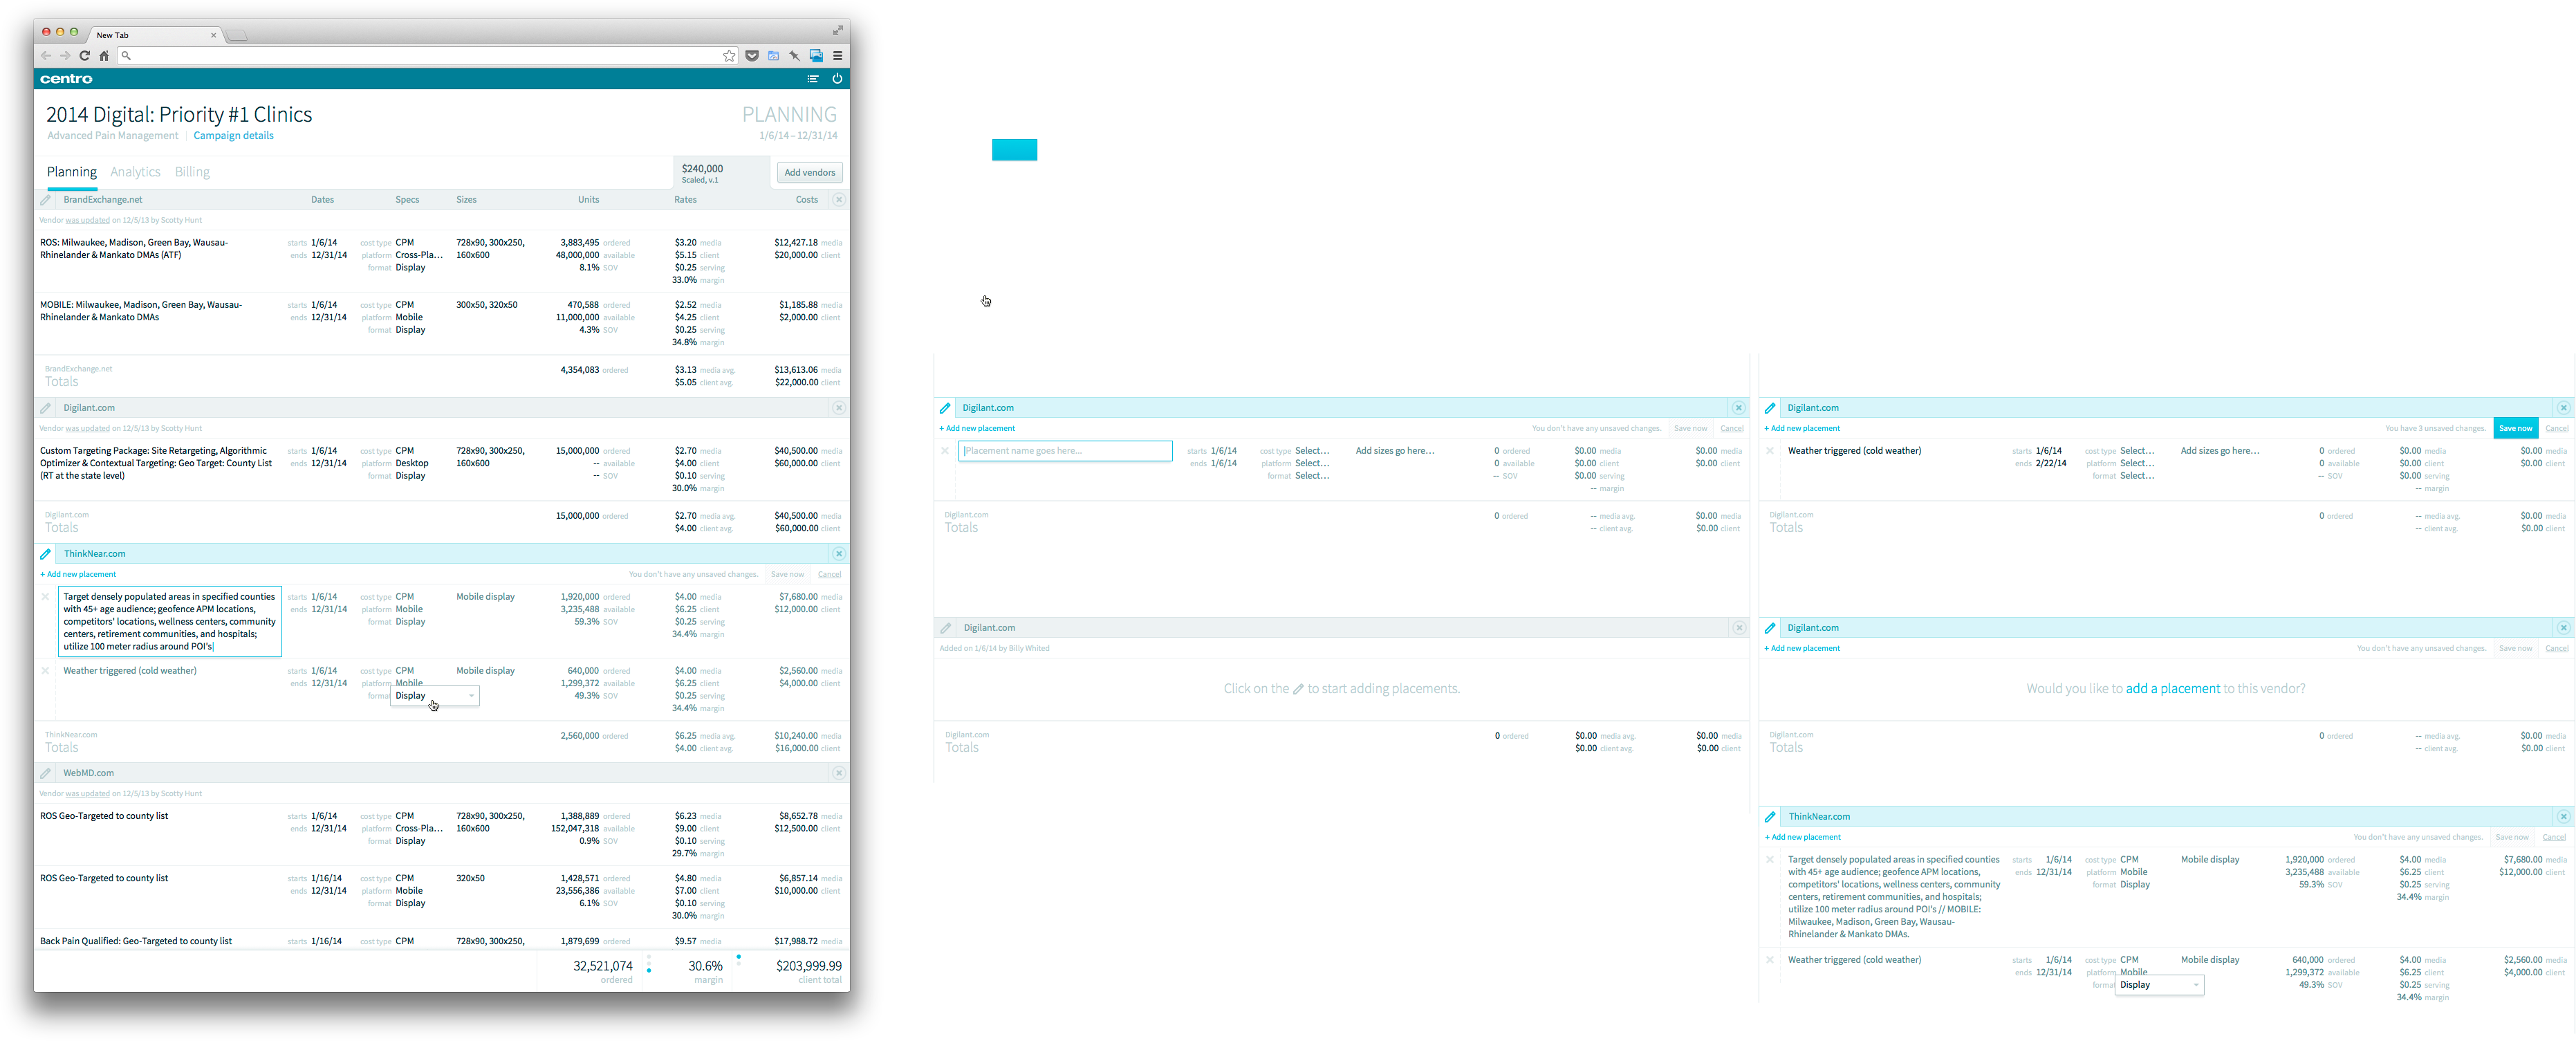 New Tab
centro
2014 Digital: Priority #1 Clinics
PLANNING
Advanced Pain Management | Campaign details
1/6/14 – 12/31/14
Planning Analytics Billing
$240,000
Scaled, v.1
Add vendors
BrandExchange.net Dates Specs Sizes Units Rates Costs
Vendor was updated on 12/5/13 by Scotty Hunt
ROS: Milwaukee, Madison, Green Bay, Wausau- starts 1/6/14 cost type CPM 728x90, 300x250, 3,883,495 ordered $3.20 media $12,427.18 media
Rhinelander & Mankato DMAs (ATF) ends 12/31/14 platform Cross-Pla... 160x600 48,000,000 available $5.15 client $20,000.00 client
format Display 8.1% SOV $0.25 serving
33.0% margin
MOBILE: Milwaukee, Madison, Green Bay, Wausau- starts 1/6/14 cost type CPM 300x50, 320x50 470,588 ordered $2.52 media $1,185.88 media
Rhinelander & Mankato DMAs ends 12/31/14 platform Mobile 11,000,000 available $4.25 client $2,000.00 client
format Display 4.3% SOV $0.25 serving
34.8% margin
BrandExchange.net 4,354,083 ordered $3.13 media avg. $13,613.06 media
Totals $5.05 client avg. $22,000.00 client
Digilant.com
Vendor was updated on 12/5/13 by Scotty Hunt
Custom Targeting Package: Site Retargeting, Algorithmic starts 1/6/14 cost type CPM 728x90, 300x250, 15,000,000 ordered $2.70 media $40,500.00 media
Optimizer & Contextual Targeting: Geo Target: County List ends 12/31/14 platform Desktop 160x600 -- available $4.00 client $60,000.00 client
(RT at the state level) format Display -- SOV $0.10 serving
30.0% margin
Digilant.com 15,000,000 ordered $2.70 media avg. $40,500.00 media
Totals $4.00 client avg. $60,000.00 client
ThinkNear.com
+ Add new placement You don't have any unsaved changes. Save now Cancel
Target densely populated areas in specified counties starts 1/6/14 cost type CPM Mobile display 1,920,000 ordered $4.00 media $7,680.00 media
with 45+ age audience; geofence APM locations, ends 12/31/14 platform Mobile 3,235,488 available $6.25 client $12,000.00 client
competitors' locations, wellness centers, community format Display 59.3% SOV $0.25 serving
centers, retirement communities, and hospitals; 34.4% margin
utilize 100 meter radius around POI's
Weather triggered (cold weather) starts 1/6/14 cost type CPM Mobile display 640,000 ordered $4.00 media $2,560.00 media
ends 12/31/14 platform Mobile 1,299,372 available $6.25 client $4,000.00 client
format Display 49.3% SOV $0.25 serving
34.4% margin
ThinkNear.com 2,560,000 ordered $6.25 media avg. $10,240.00 media
Totals $4.00 client avg. $16,000.00 client
WebMD.com
Vendor was updated on 12/5/13 by Scotty Hunt
ROS Geo-Targeted to county list starts 1/6/14 cost type CPM 728x90, 300x250, 1,388,889 ordered $6.23 media $8,652.78 media
ends 12/31/14 platform Cross-Pla... 160x600 152,047,318 available $9.00 client $12,500.00 client
format Display 0.9% SOV $0.10 serving
29.7% margin
ROS Geo-Targeted to county list starts 1/16/14 cost type CPM 320x50 1,428,571 ordered $4.80 media $6,857.14 media
ends 12/31/14 platform Mobile 23,556,386 available $7.00 client $10,000.00 client
format Display 6.1% SOV $0.10 serving
30.0% margin
Back Pain Qualified: Geo-Targeted to county list starts 1/16/14 cost type CPM 728x90, 300x250, 1,879,699 ordered $9.57 media $17,988.72 media
32,521,074 30.6% $203,999.99
ordered margin client total
Digilant.com
+ Add new placement You don't have any unsaved changes. Save now Cancel
Placement name goes here... starts 1/6/14 cost type Select... Add sizes go here... 0 ordered $0.00 media $0.00 media
ends 1/6/14 platform Select... 0 available $0.00 client $0.00 client
format Select... -- SOV $0.00 serving
-- margin
Digilant.com 0 ordered -- media avg. $0.00 media
Totals -- client avg. $0.00 client
Digilant.com
Added on 1/6/14 by Billy Whited
Click on the to start adding placements.
Digilant.com 0 ordered $0.00 media avg. $0.00 media
Totals $0.00 client avg. $0.00 client
Digilant.com
+ Add new placement You have 3 unsaved changes. Save now Cancel
Weather triggered (cold weather) starts 1/6/14 cost type Select... Add sizes go here... 0 ordered $0.00 media $0.00 media
ends 2/22/14 platform Select... 0 available $0.00 client $0.00 client
format Select... -- SOV $0.00 serving
-- margin
Digilant.com 0 ordered -- media avg. $0.00 media
Totals -- client avg. $0.00 client
Digilant.com
+ Add new placement You don't have any unsaved changes. Save now Cancel
Would you like to add a placement to this vendor?
Digilant.com 0 ordered -- media avg. $0.00 media
Totals -- client avg. $0.00 client
ThinkNear.com
+ Add new placement You don't have any unsaved changes. Save now Cancel
Target densely populated areas in specified counties starts 1/6/14 cost type CPM Mobile display 1,920,000 ordered $4.00 media $7,680.00 media
with 45+ age audience; geofence APM locations, ends 12/31/14 platform Mobile 3,235,488 available $6.25 client $12,000.00 client
competitors' locations, wellness centers, community format Display 59.3% SOV $0.25 serving
centers, retirement communities, and hospitals; 34.4% margin
utilize 100 meter radius around POI's // MOBILE:
Milwaukee, Madison, Green Bay, Wausau-
Rhinelander & Mankato DMAs.
Weather triggered (cold weather) starts 1/6/14 cost type CPM Mobile display 640,000 ordered $4.00 media $2,560.00 media
ends 12/31/14 platform Mobile 1,299,372 available $6.25 client $4,000.00 client
format Display 49.3% SOV $0.25 serving
34.4% margin